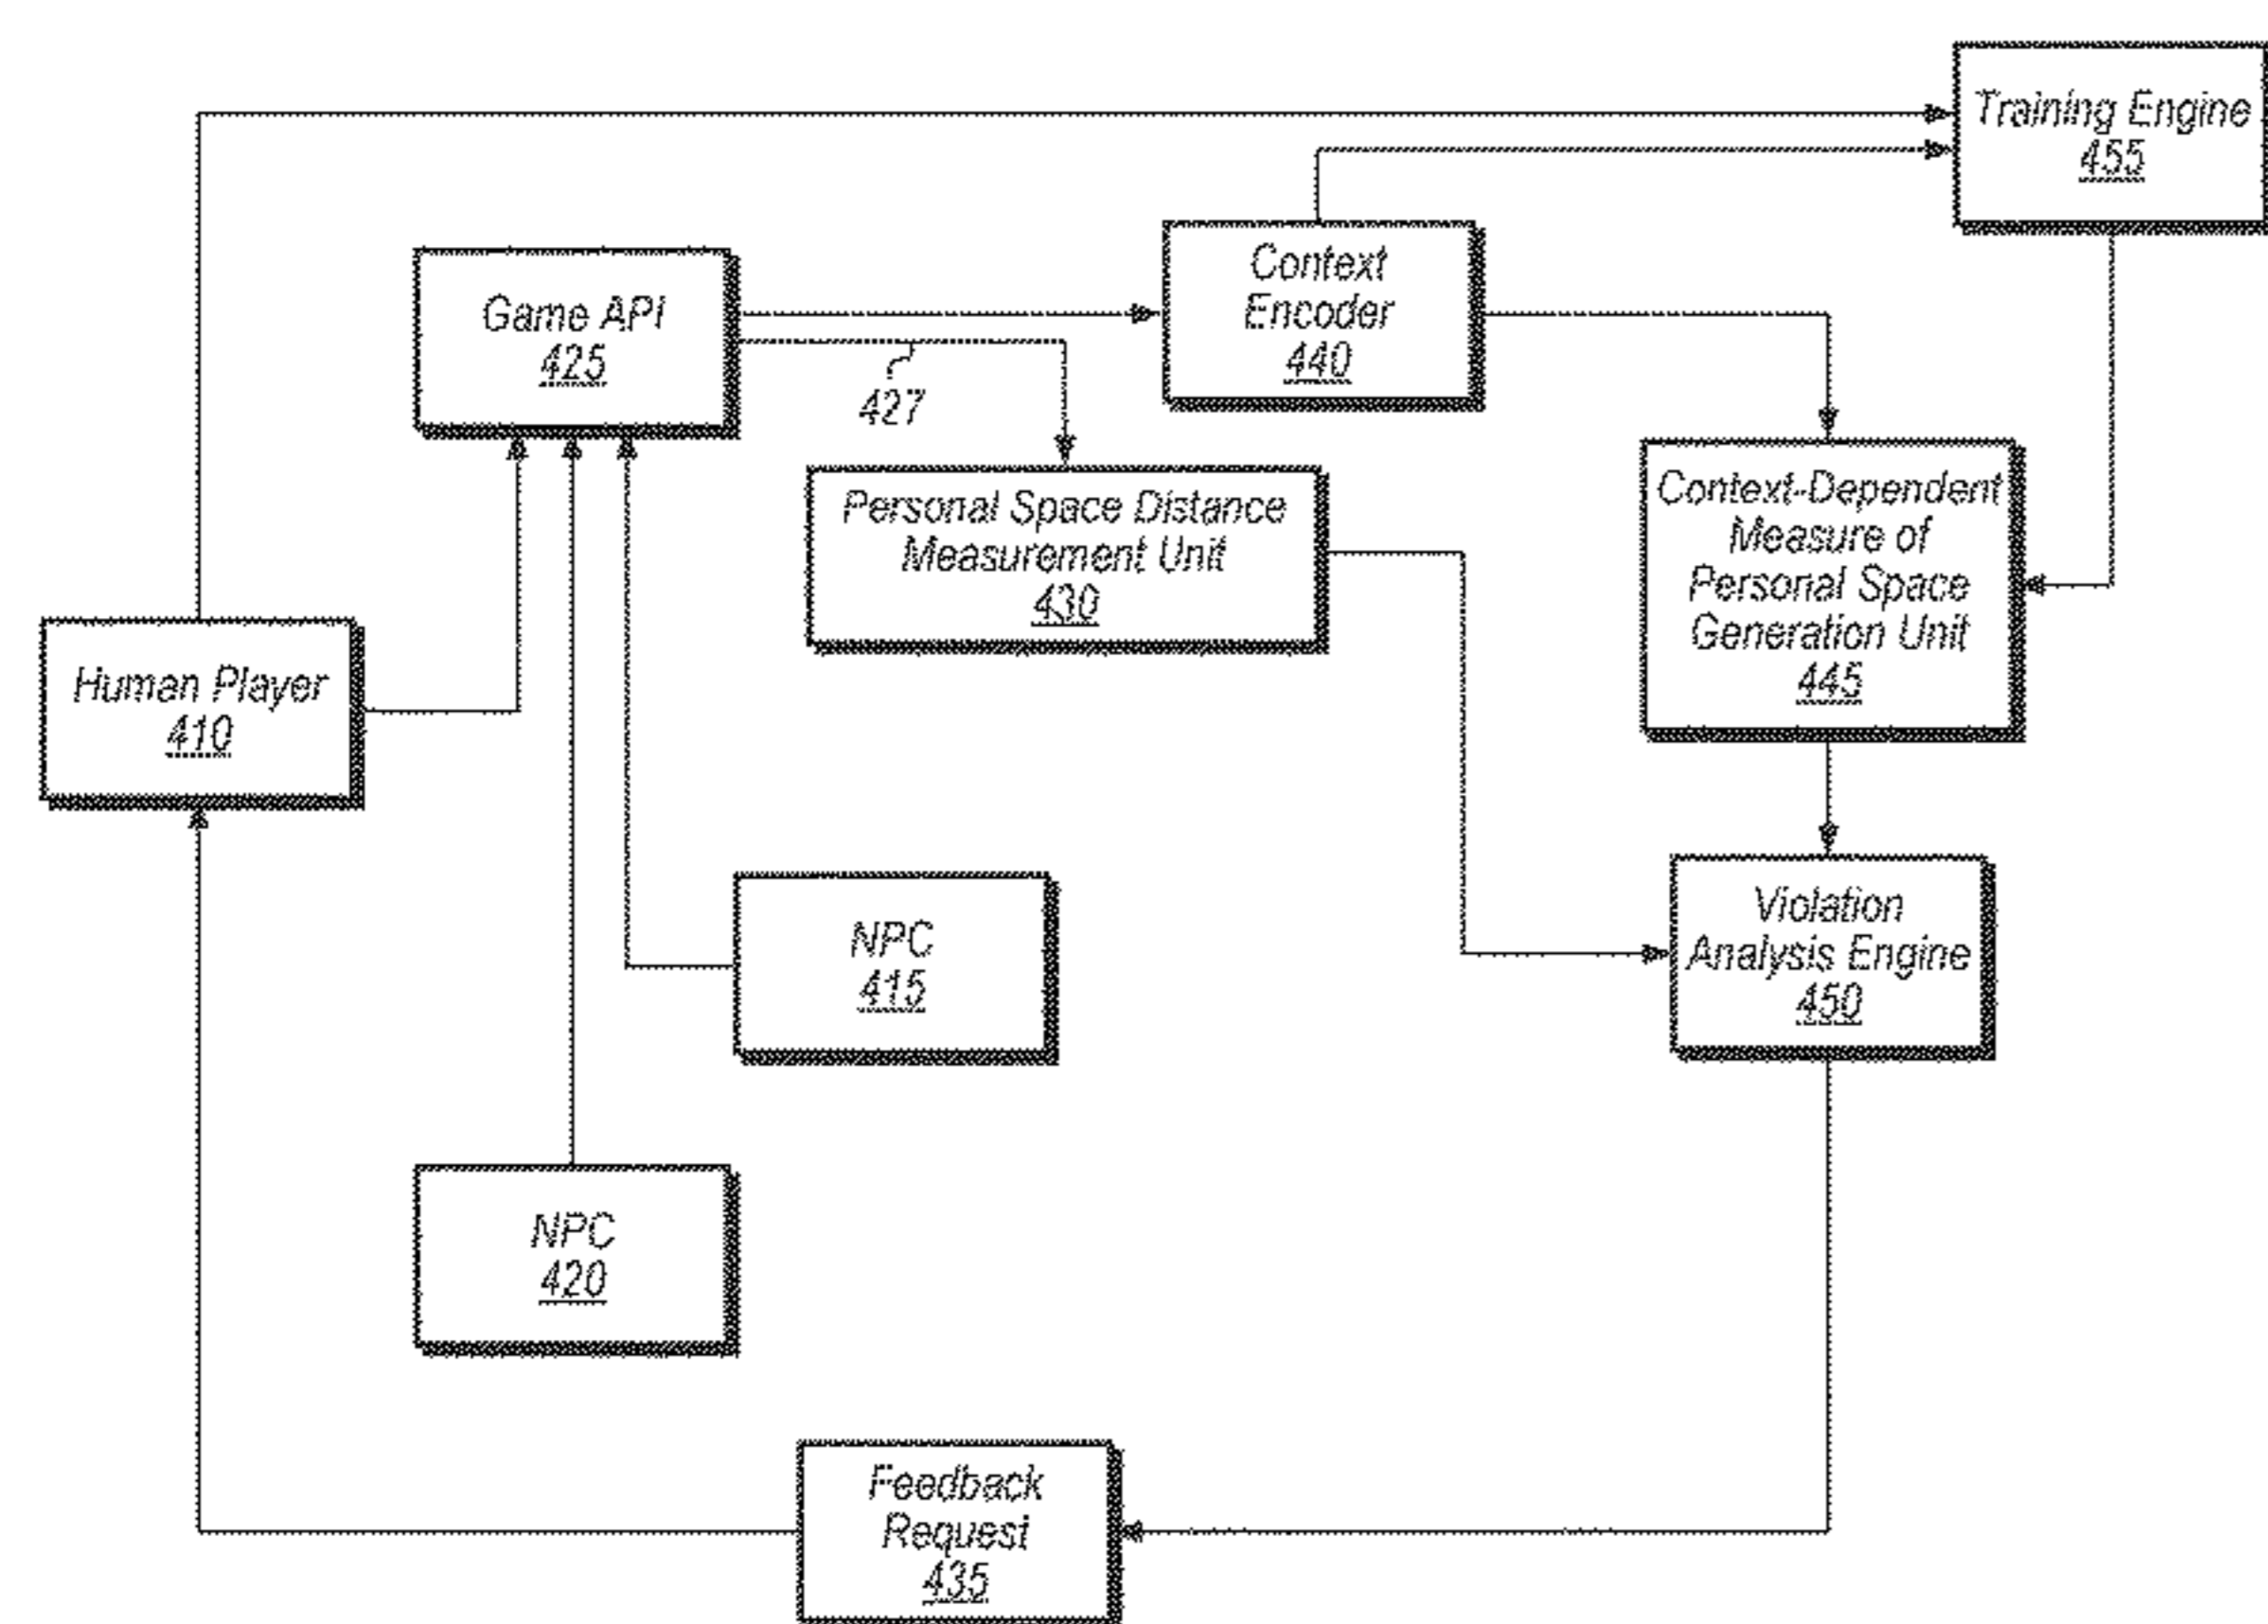 Training Engine
455
Context
Encoder
440
Game API
425
427
Personal Space Distance
Measurement Unit
430
Context-Dependent
Measure of
Personal Space
Generation Unit
445
Human Player
410
NPC
415
Violation
Analysis Engine
450
NPC
420
Feedback
Request
435